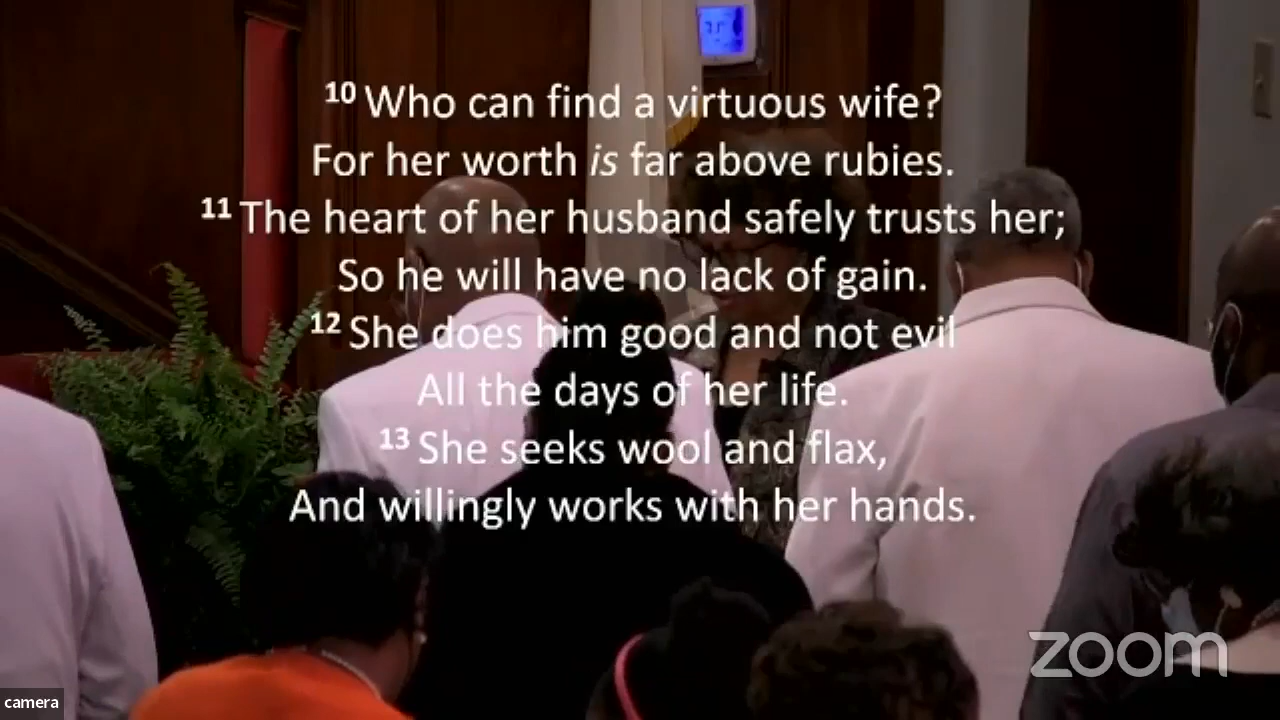 10 Who can find a virtuous wife?
For her worth is far above rubies.
11 The heart of her husband safely trusts her;
So he will have no lack of gain.
12 She does him good and not evil
All the days of her life.
13 She seeks wool and flax,
And willingly works with her hands.
zoom
camera